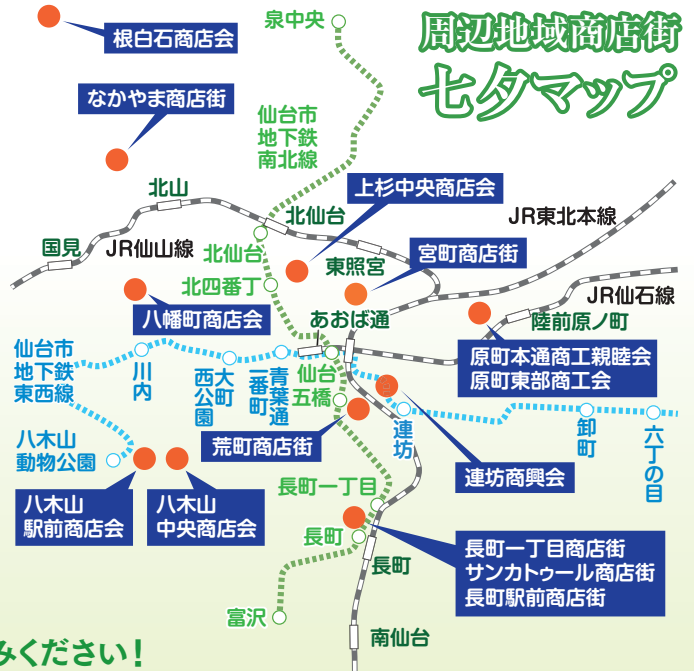 周辺地域商店街
七夕マップ
根白石商店会
泉中央
なかやま商店街
仙台市
地下鉄
南北線
北山
上杉中央商店会
北仙台
JR東北本線
国見
JR仙山線
北仙台
東照宮
宮町商店街
北四番丁
JR仙石線
八幡町商店会
あおば通
陸前原ノ町
仙台市
地下鉄
東西線
川内
大町
西公園
青葉通
一番町
仙台
五橋
原町本通商工親睦会
原町東部商工会
連坊
卸町
六丁の目
荒町商店街
連坊商興会
八木山
動物公園
八木山
駅前商店会
八木山
中央商店会
長町一丁目
長町
長町
長町一丁目商店街
サンカトゥール商店街
長町駅前商店街
富沢
南仙台
みください!